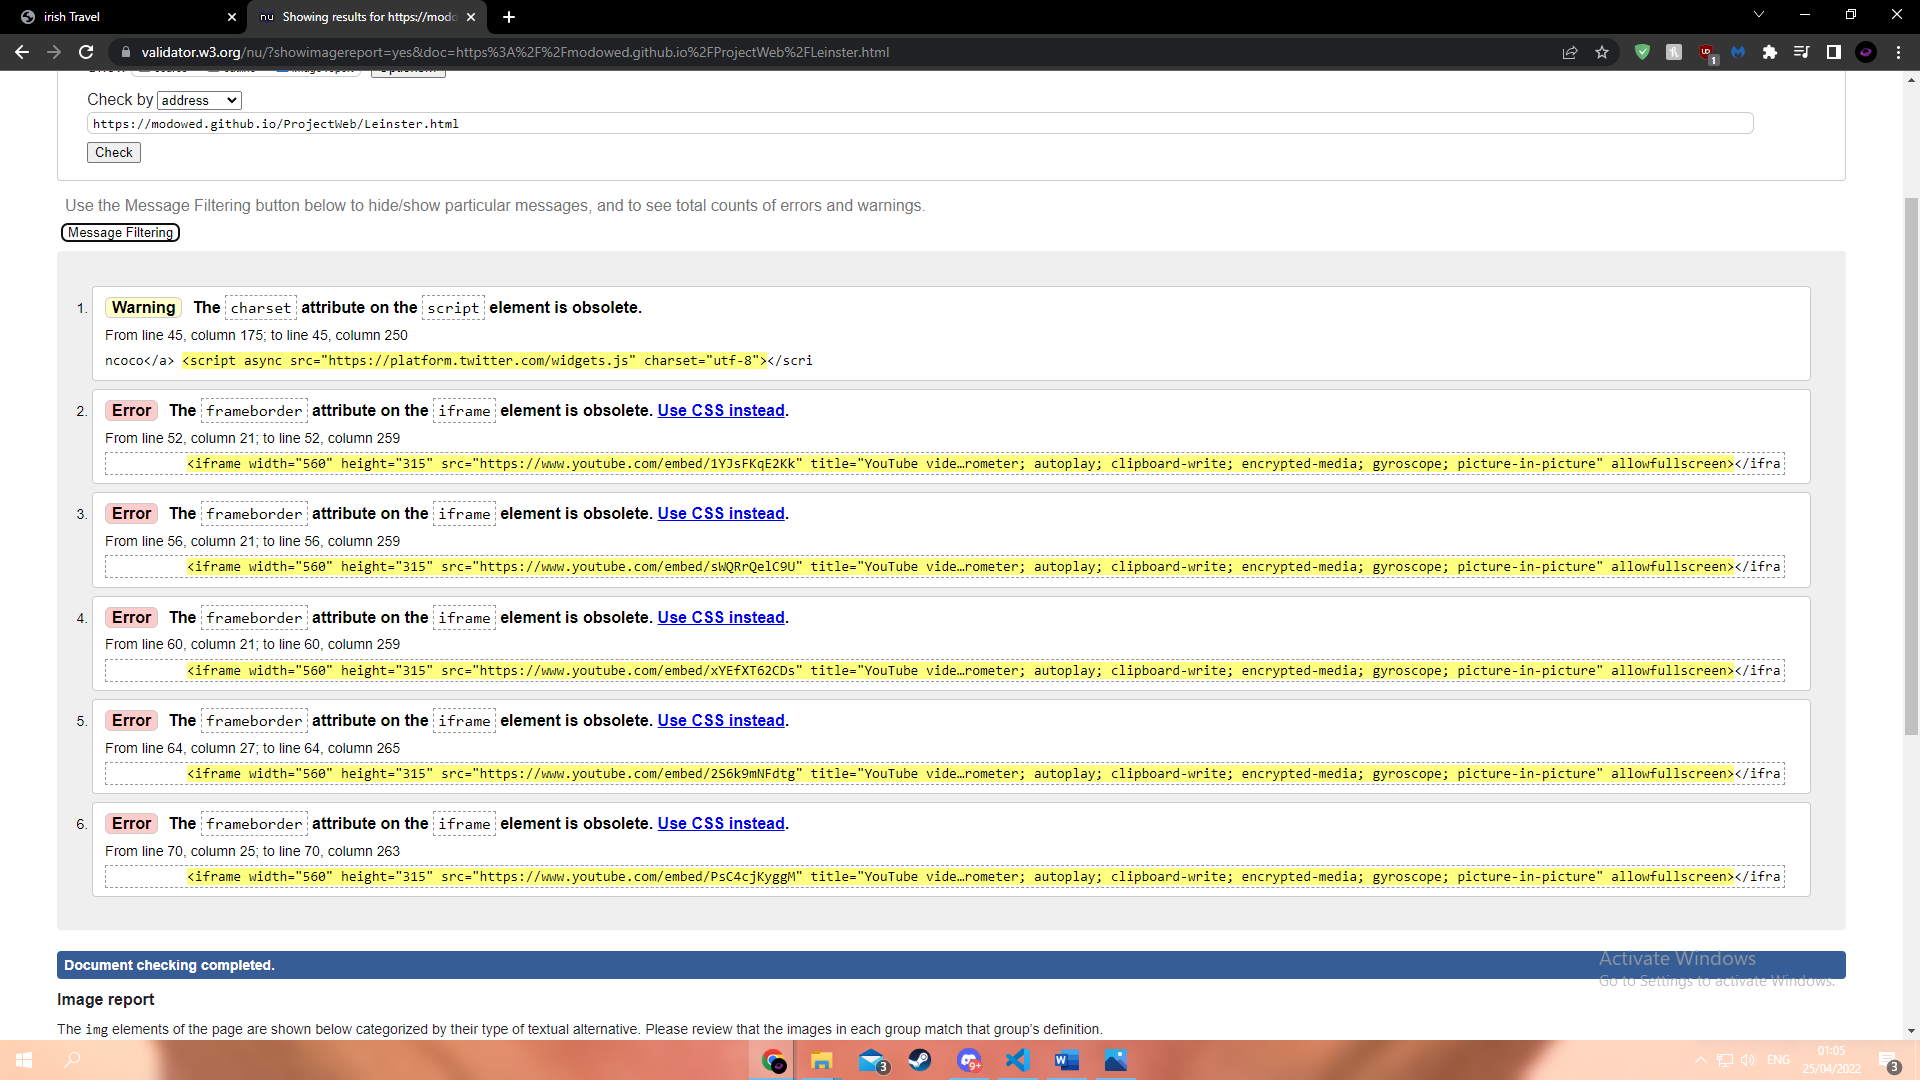 irish Travel
nu Showing results for https://modo
validator.w3.org/nu/?showimagereport=yes&doc=https%3A%2F%2Fmodowed.github.io%2FProjectWeb%2FLeinster.html
1
Check by address
https://modowed.github.io/ProjectWeb/Leinster.html
Check
Use the Message Filtering button below to hide/show particular messages, and to see total counts of errors and warnings.
Message Filtering
1. Warning The charset attribute on the script element is obsolete.
From line 45, column 175; to line 45, column 250
ncoco</a> <script async src="https://platform.twitter.com/widgets.js" charset="utf-8"></scri
2. Error The frameborder attribute on the iframe element is obsolete. Use CSS instead.
From line 52, column 21; to line 52, column 259
<iframe width="560" height="315" src="https://www.youtube.com/embed/1YJsFKqE2Kk" title="YouTube vide…rometer; autoplay; clipboard-write; encrypted-media; gyroscope; picture-in-picture" allowfullscreen></ifra
3. Error The frameborder attribute on the iframe element is obsolete. Use CSS instead.
From line 56, column 21; to line 56, column 259
<iframe width="560" height="315" src="https://www.youtube.com/embed/sWQRrQelC9U" title="YouTube vide…rometer; autoplay; clipboard-write; encrypted-media; gyroscope; picture-in-picture" allowfullscreen></ifra
4. Error The frameborder attribute on the iframe element is obsolete. Use CSS instead.
From line 60, column 21; to line 60, column 259
<iframe width="560" height="315" src="https://www.youtube.com/embed/xYEfXT62CDs" title="YouTube vide…rometer; autoplay; clipboard-write; encrypted-media; gyroscope; picture-in-picture" allowfullscreen></ifra
5. Error The frameborder attribute on the iframe element is obsolete. Use CSS instead.
From line 64, column 27; to line 64, column 265
<iframe width="560" height="315" src="https://www.youtube.com/embed/2S6k9mNFdtg" title="YouTube vide…rometer; autoplay; clipboard-write; encrypted-media; gyroscope; picture-in-picture" allowfullscreen></ifra
6. Error The frameborder attribute on the iframe element is obsolete. Use CSS instead.
From line 70, column 25; to line 70, column 263
<iframe width="560" height="315" src="https://www.youtube.com/embed/PsC4cjKyggM" title="YouTube vide…rometer; autoplay; clipboard-write; encrypted-media; gyroscope; picture-in-picture" allowfullscreen></ifra
Document checking completed.
Activate Windows
Go to Settings to activate Windows.
Image report
The img elements of the page are shown below categorized by their type of textual alternative. Please review that the images in each group match that group's definition.
3
9+
ENG
01:05
25/04/2022
3